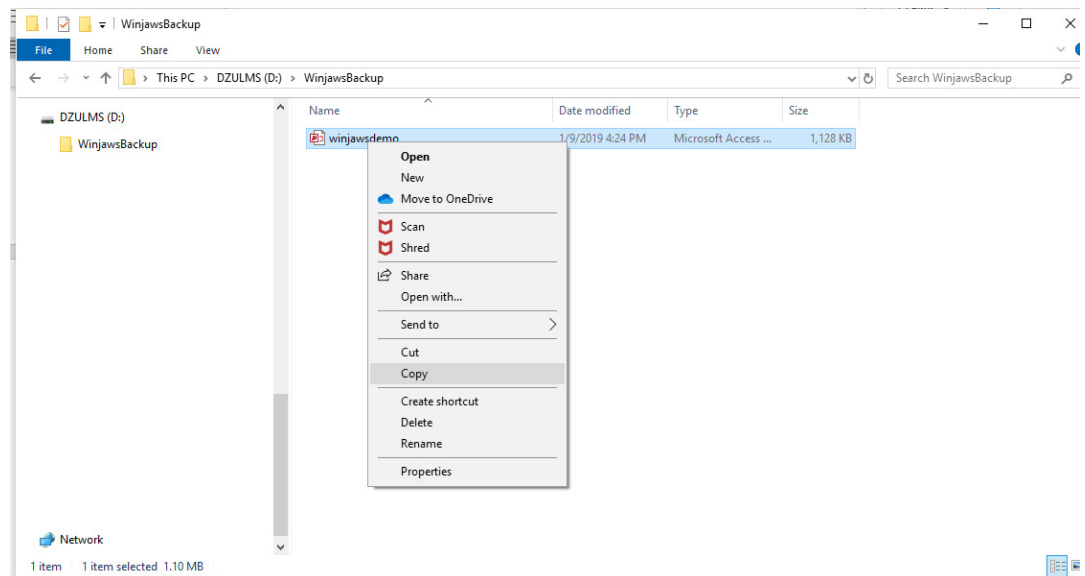 WinjawsBackup
File Home Share View
This PC > DZULMS (D:) > WinjawsBackup
Search WinjawsBackup
DZULMS (D:)
WinjawsBackup
Network
Name Date modified Type Size
winjawsdemo 1/9/2019 4:24 PM Microsoft Access ... 1,128 KB
Open
New
Move to OneDrive
Scan
Shred
Share
Open with...
Send to
Cut
Copy
Create shortcut
Delete
Rename
Properties
1 item 1 item selected 1.10 MB